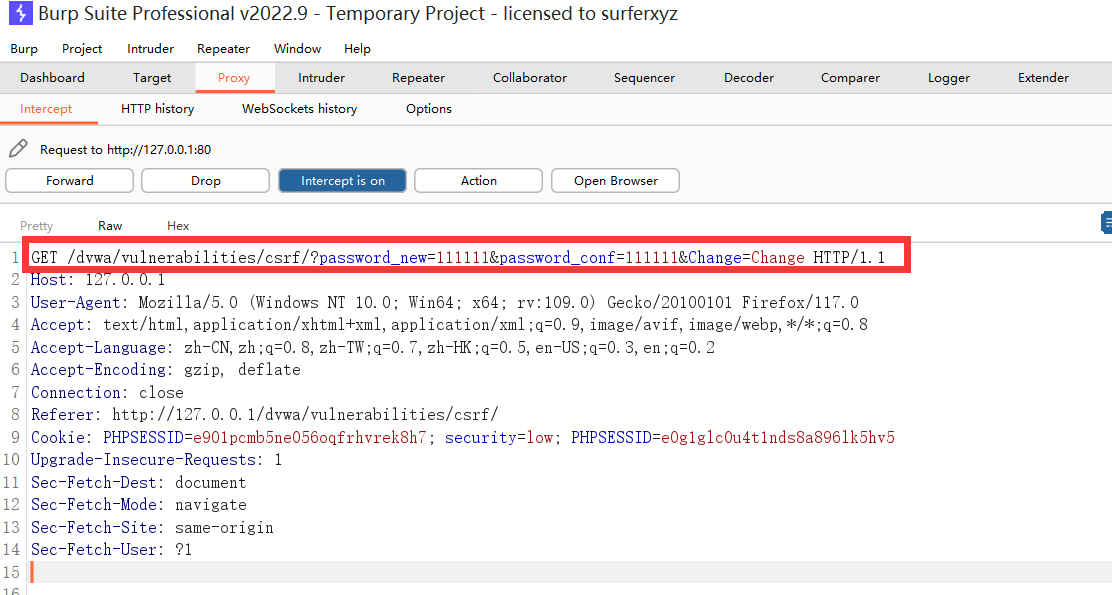 Burp Suite Professional v2022.9 - Temporary Project - licensed to surferxyz
Burp Project Intruder Repeater Window Help
Dashboard Target Proxy Intruder Repeater Collaborator Sequencer Decoder Comparer Logger Extender
Intercept HTTP history WebSockets history Options
Request to http://127.0.0.1:80
Forward Drop Intercept is on Action Open Browser
Pretty Raw Hex
1 GET /dvwa/vulnerabilities/csrf/?password_new=111111&password_conf=111111&Change=Change HTTP/1.1
2 Host: 127.0.0.1
3 User-Agent: Mozilla/5.0 (Windows NT 10.0; Win64; x64; rv:109.0) Gecko/20100101 Firefox/117.0
4 Accept: text/html,application/xhtml+xml,application/xml;q=0.9,image/avif,image/webp,*/*;q=0.8
5 Accept-Language: zh-CN,zh;q=0.8,zh-TW;q=0.7,zh-HK;q=0.5,en-US;q=0.3,en;q=0.2
6 Accept-Encoding: gzip, deflate
7 Connection: close
8 Referer: http://127.0.0.1/dvwa/vulnerabilities/csrf/
9 Cookie: PHPSESSID=e901pcmb5ne056oqfrhvrek8h7; security=low; PHPSESSID=e0g1glc0u4t1nds8a896lk5hv5
10 Upgrade-Insecure-Requests: 1
11 Sec-Fetch-Dest: document
12 Sec-Fetch-Mode: navigate
13 Sec-Fetch-Site: same-origin
14 Sec-Fetch-User: ?1
15
16